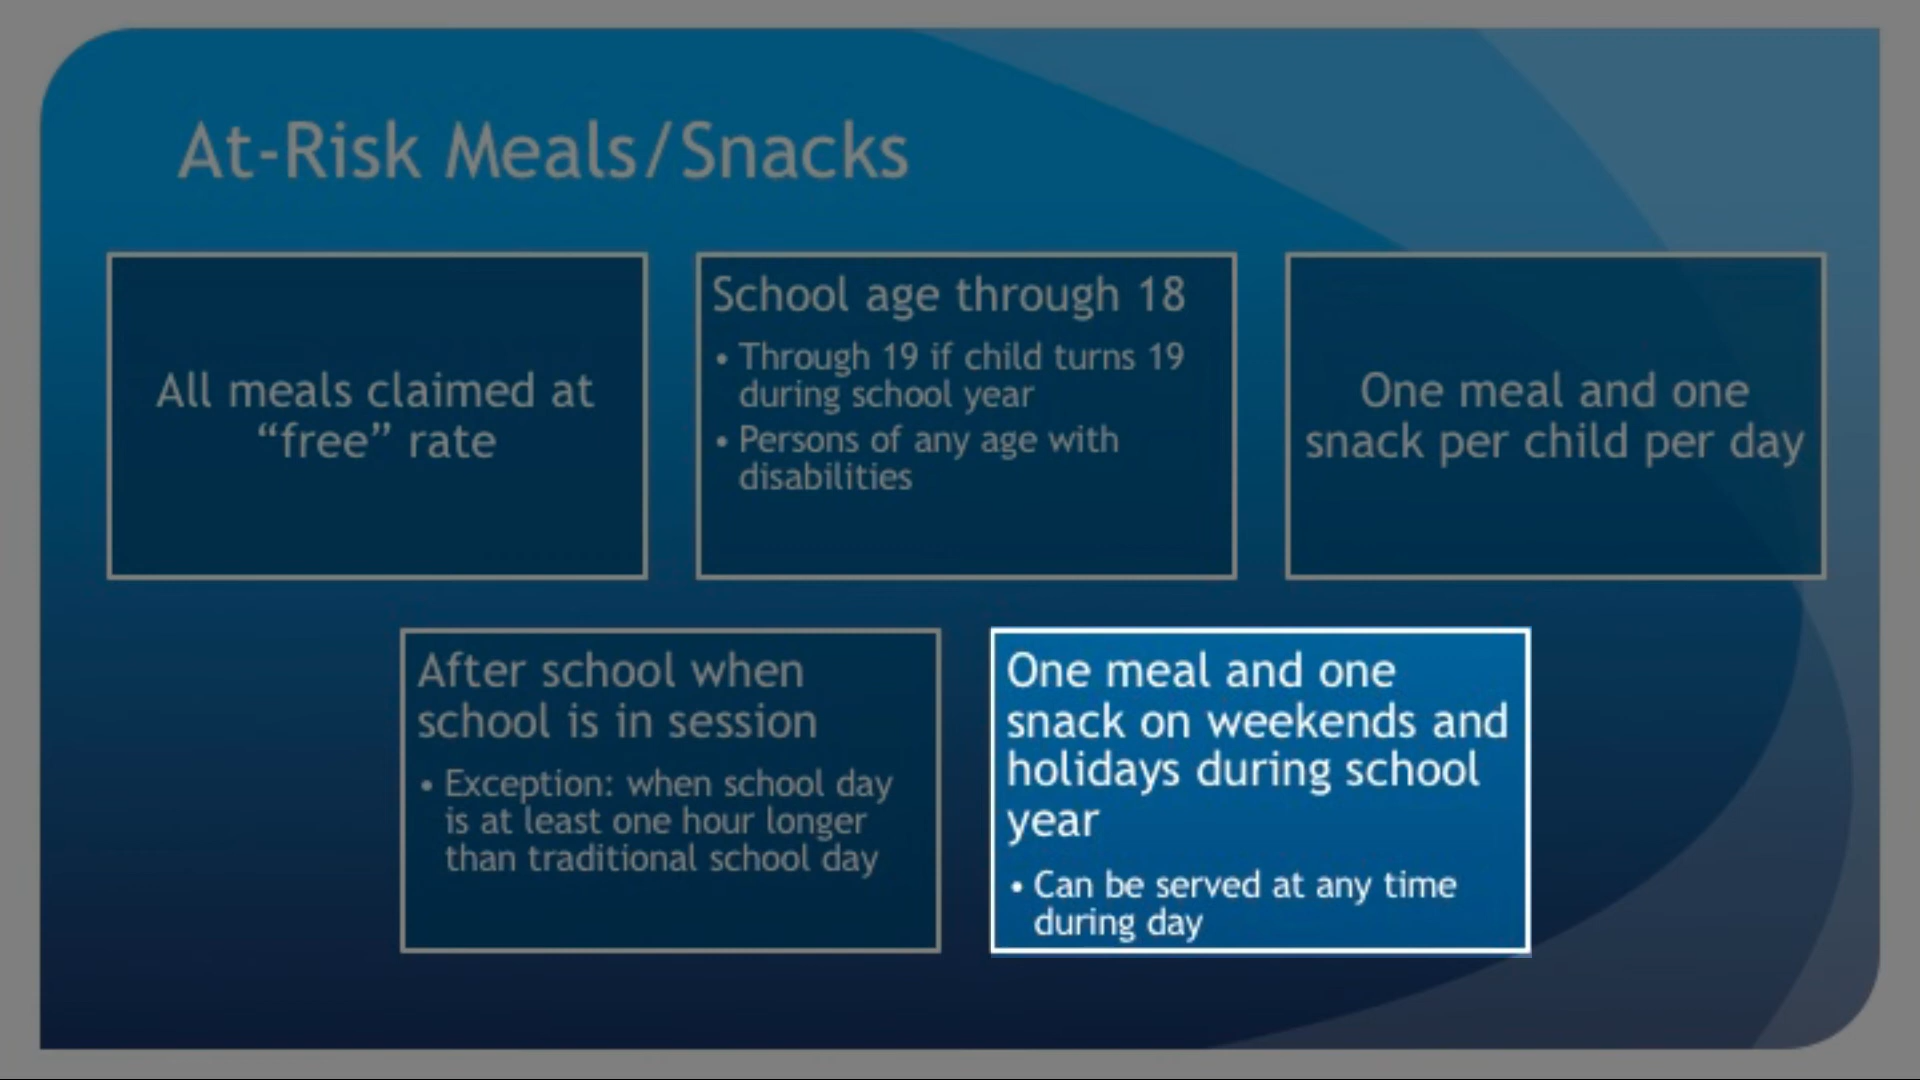 At-Risk Meals/Snacks
All meals claimed at
“free” rate
School age through 18
• Through 19 if child turns 19
during school year
• Persons of any age with
disabilities
One meal and one
snack per child per day
After school when
school is in session
• Exception: when school day
is at least one hour longer
than traditional school day
One meal and one
snack on weekends and
holidays during school
year
• Can be served at any time
during day